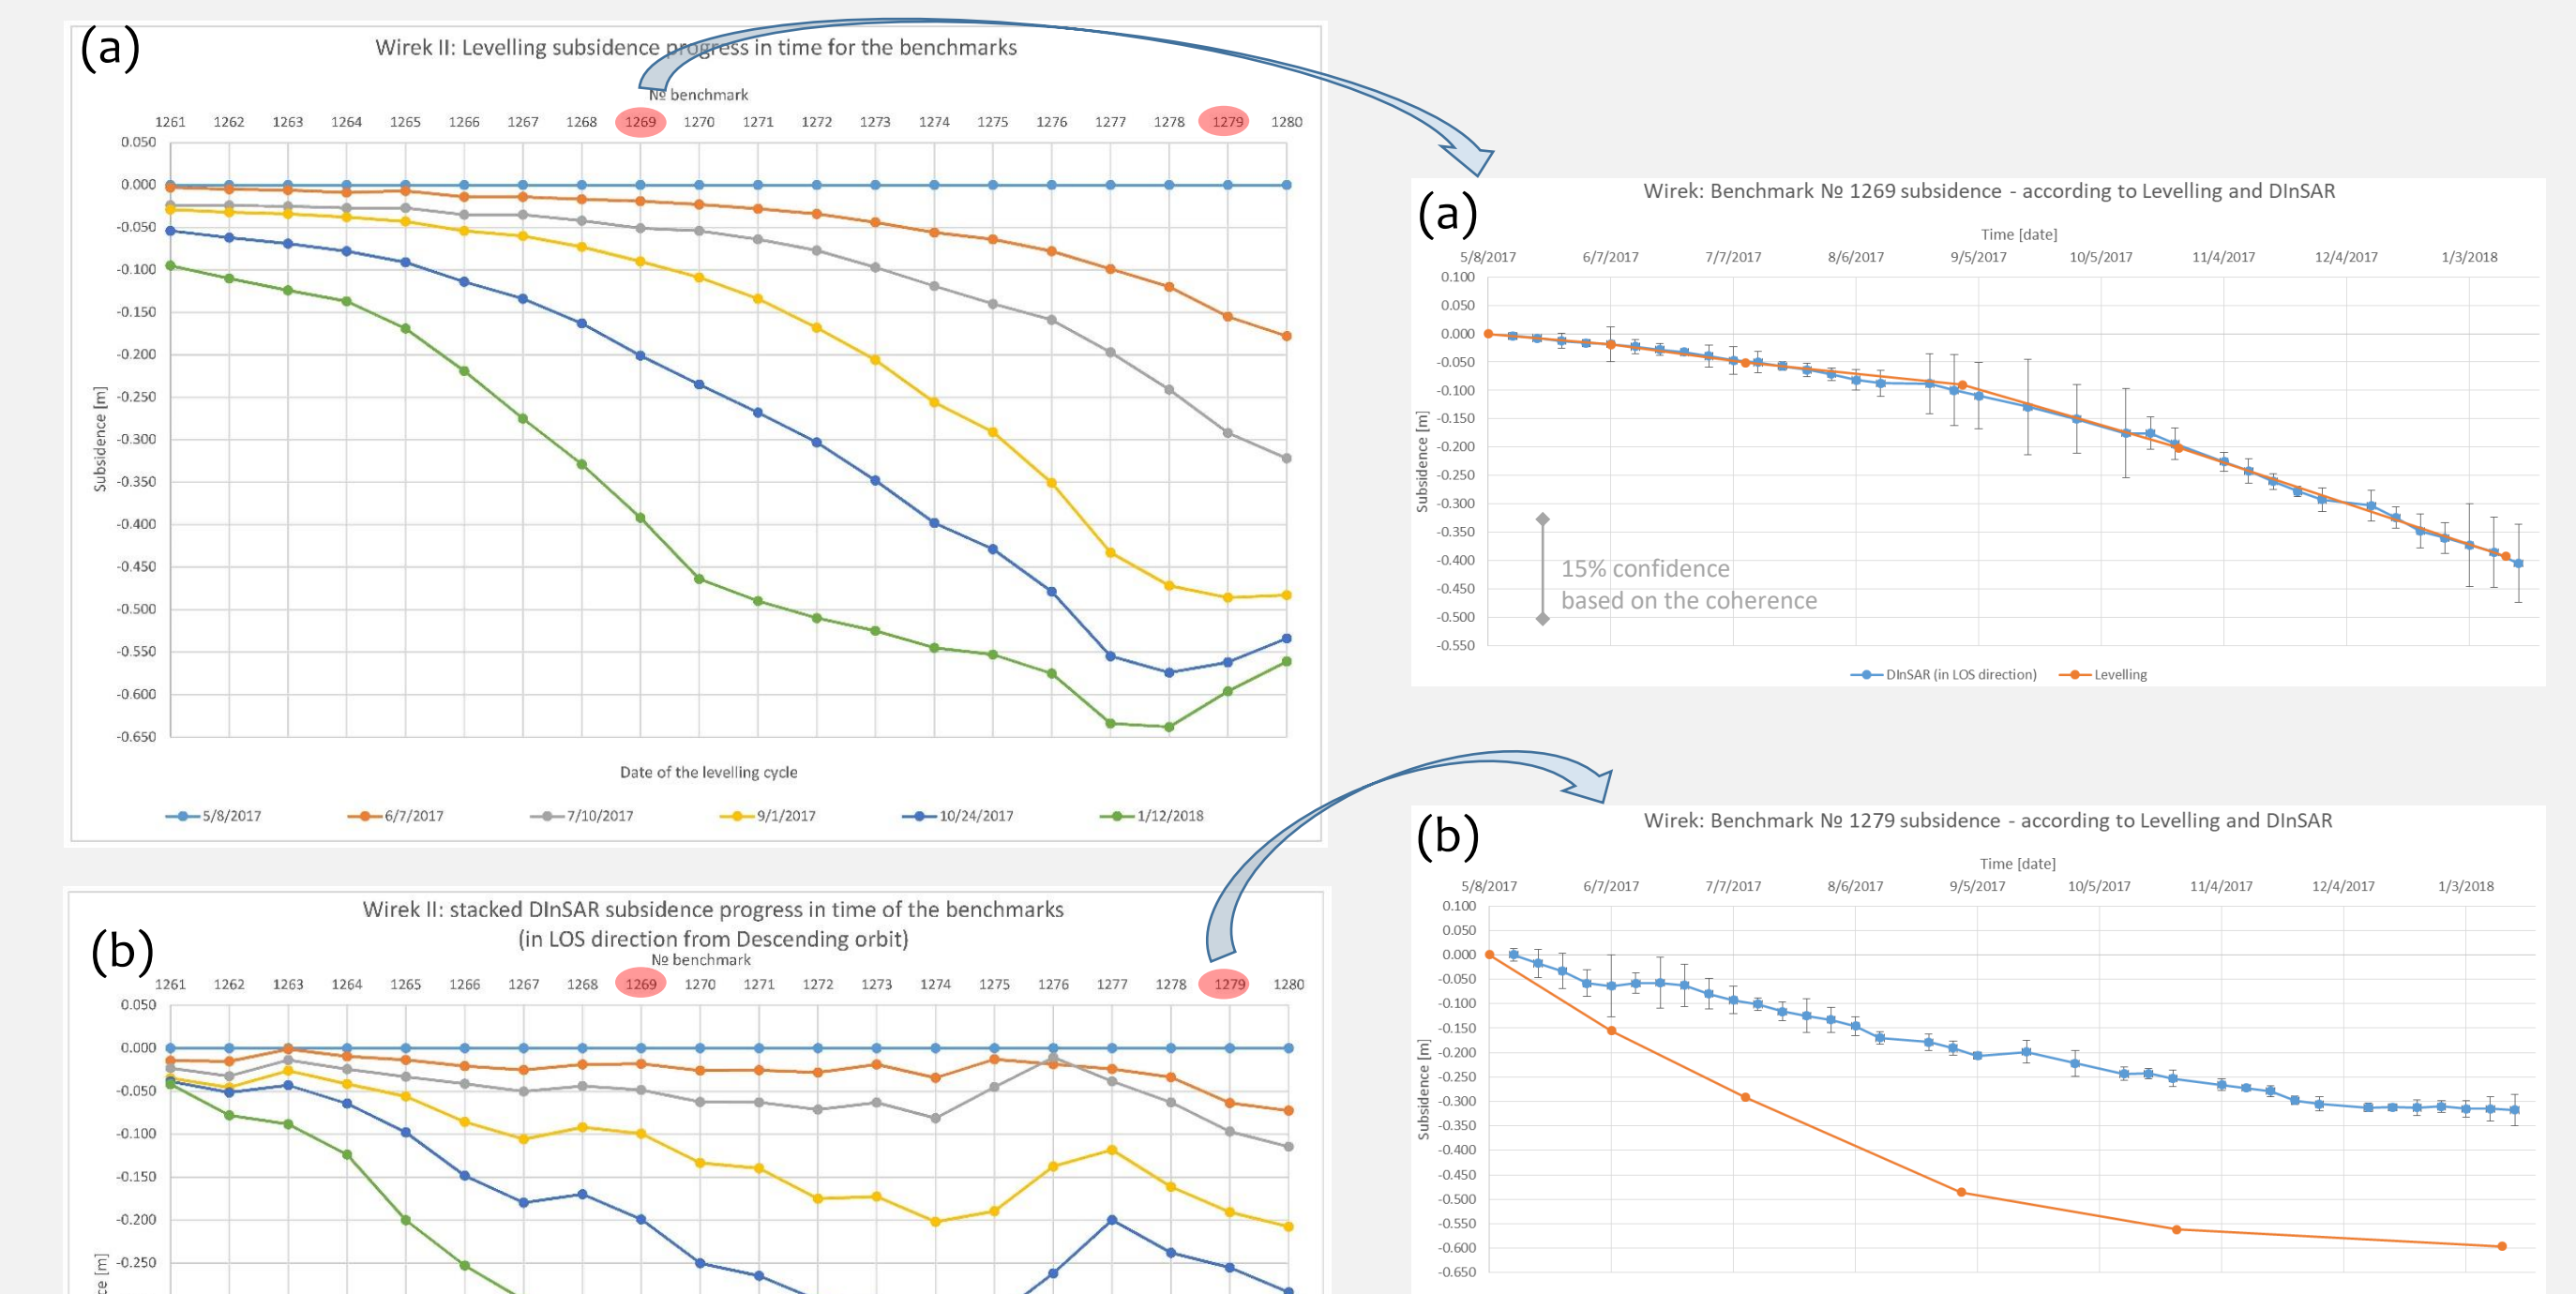 (a)
Wirek II: Levelling subsidence progress in time for the benchmarks
№ benchmark
1261 1262 1263 1264 1265 1266 1267 1268 1269 1270 1271 1272 1273 1274 1275 1276 1277 1278 1279 1280
0.050
0.000
-0.050
-0.100
-0.150
-0.200
-0.250
-0.300
-0.350
-0.400
-0.450
-0.500
-0.550
-0.600
-0.650
Subsidence [m]
Date of the levelling cycle
5/8/2017 6/7/2017 7/10/2017 9/1/2017 10/24/2017 1/12/2018
(b)
Wirek II: stacked DInSAR subsidence progress in time of the benchmarks
(in LOS direction from Descending orbit)
№ benchmark
1261 1262 1263 1264 1265 1266 1267 1268 1269 1270 1271 1272 1273 1274 1275 1276 1277 1278 1279 1280
0.050
0.000
-0.050
-0.100
-0.150
-0.200
-0.250
ce [m]
(a)
Wirek: Benchmark № 1269 subsidence - according to Levelling and DInSAR
Time [date]
5/8/2017 6/7/2017 7/7/2017 8/6/2017 9/5/2017 10/5/2017 11/4/2017 12/4/2017 1/3/2018
0.100
0.050
0.000
-0.050
-0.100
-0.150
-0.200
-0.250
-0.300
-0.350
-0.400
-0.450
-0.500
-0.550
Subsidence [m]
15% confidence
based on the coherence
DInSAR (in LOS direction) Levelling
(b)
Wirek: Benchmark № 1279 subsidence - according to Levelling and DInSAR
Time [date]
5/8/2017 6/7/2017 7/7/2017 8/6/2017 9/5/2017 10/5/2017 11/4/2017 12/4/2017 1/3/2018
0.100
0.050
0.000
-0.050
-0.100
-0.150
-0.200
-0.250
-0.300
-0.350
-0.400
-0.450
-0.500
-0.550
-0.600
-0.650
Subsidence [m]